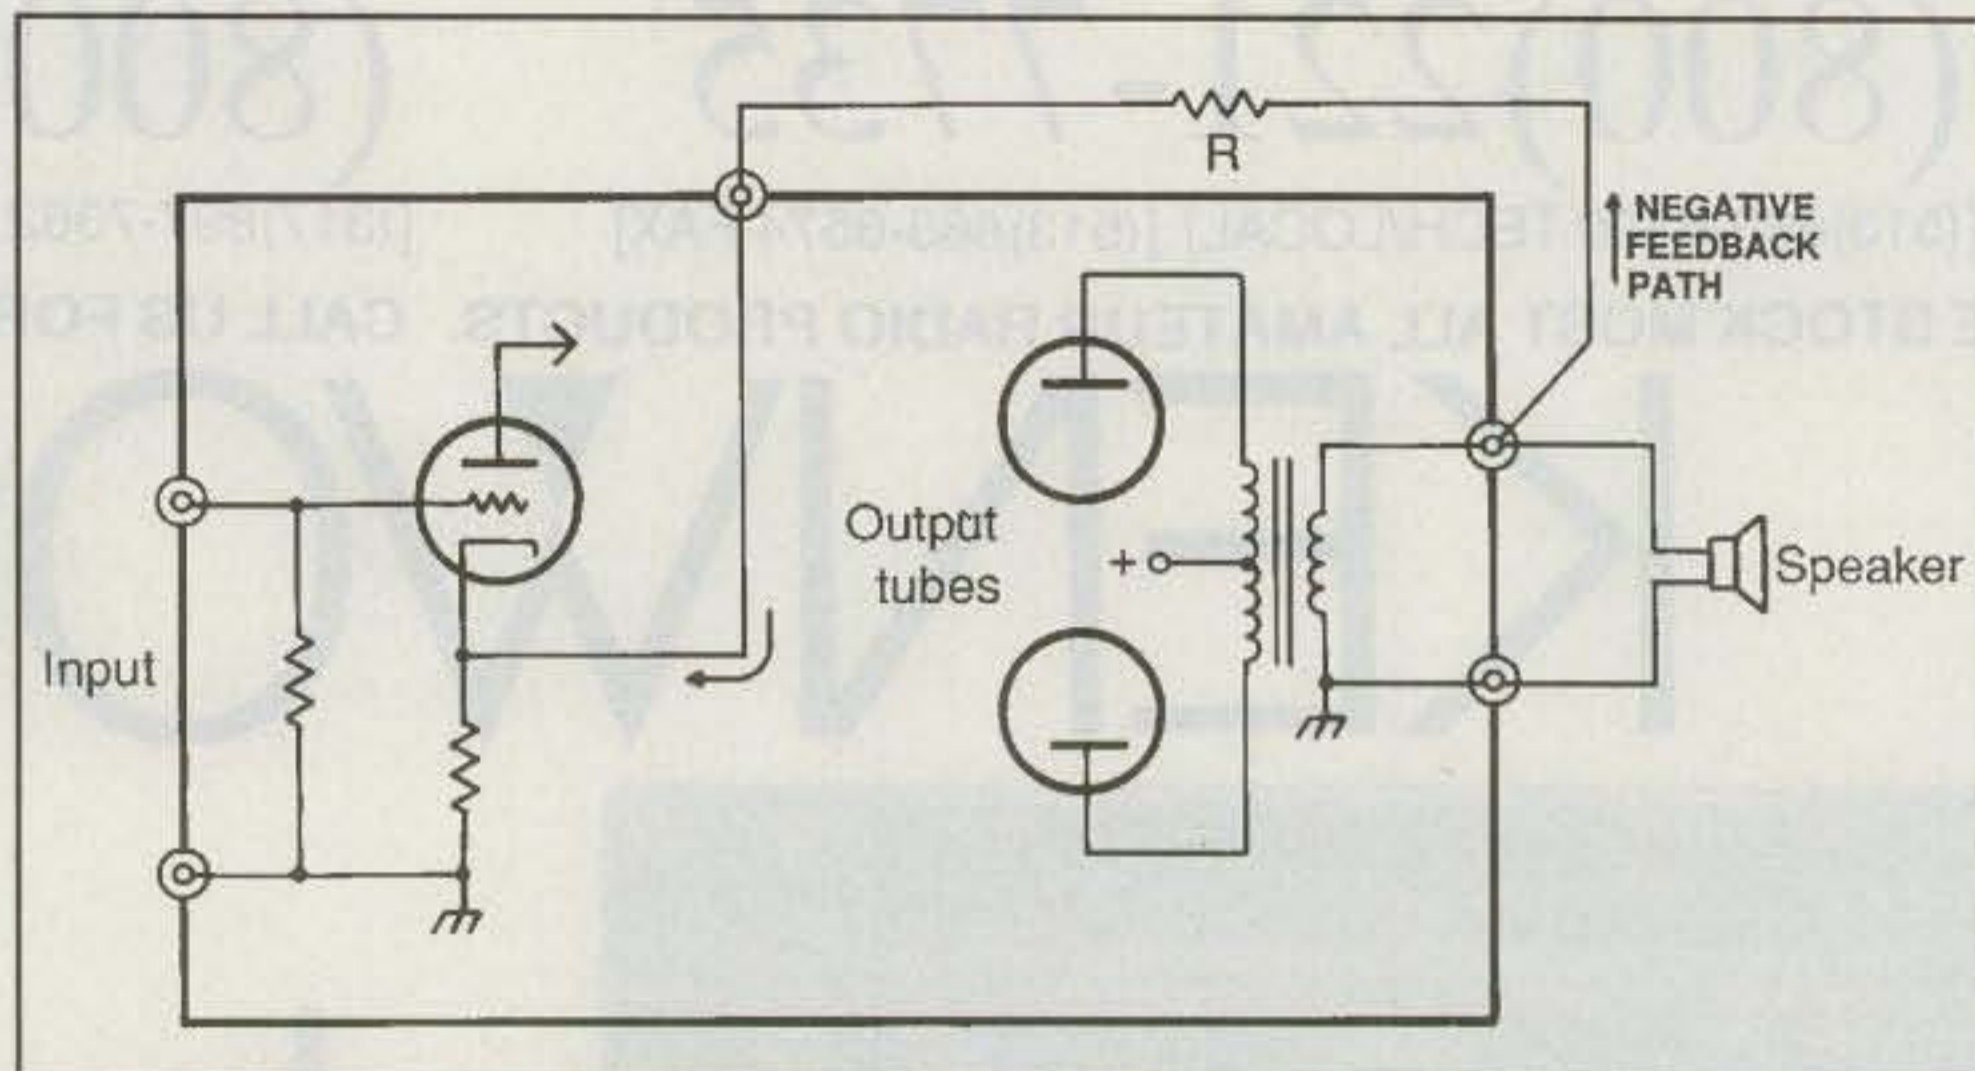 R
NEGATIVE
FEEDBACK
PATH
Output
tubes
+
Input
Speaker